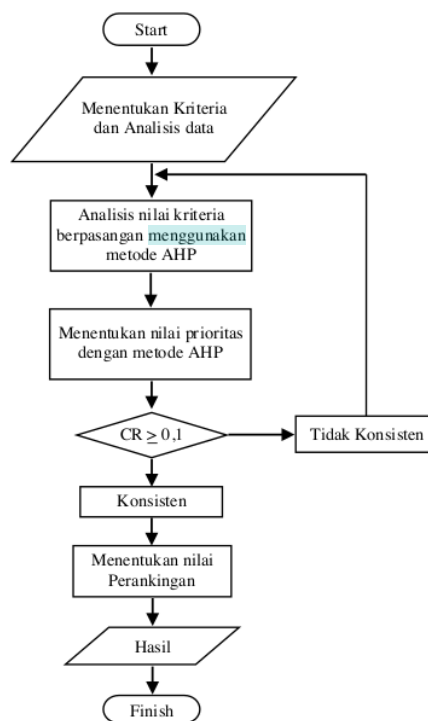 Start
Menentukan Kriteria
dan Analisis data
Analisis nilai kriteria
berpasangan menggunakan
metode AHP
Menentukan nilai prioritas
dengan metode AHP
CR ≥ 0,1
Tidak Konsisten
Konsisten
Menentukan nilai
Perankingan
Hasil
Finish